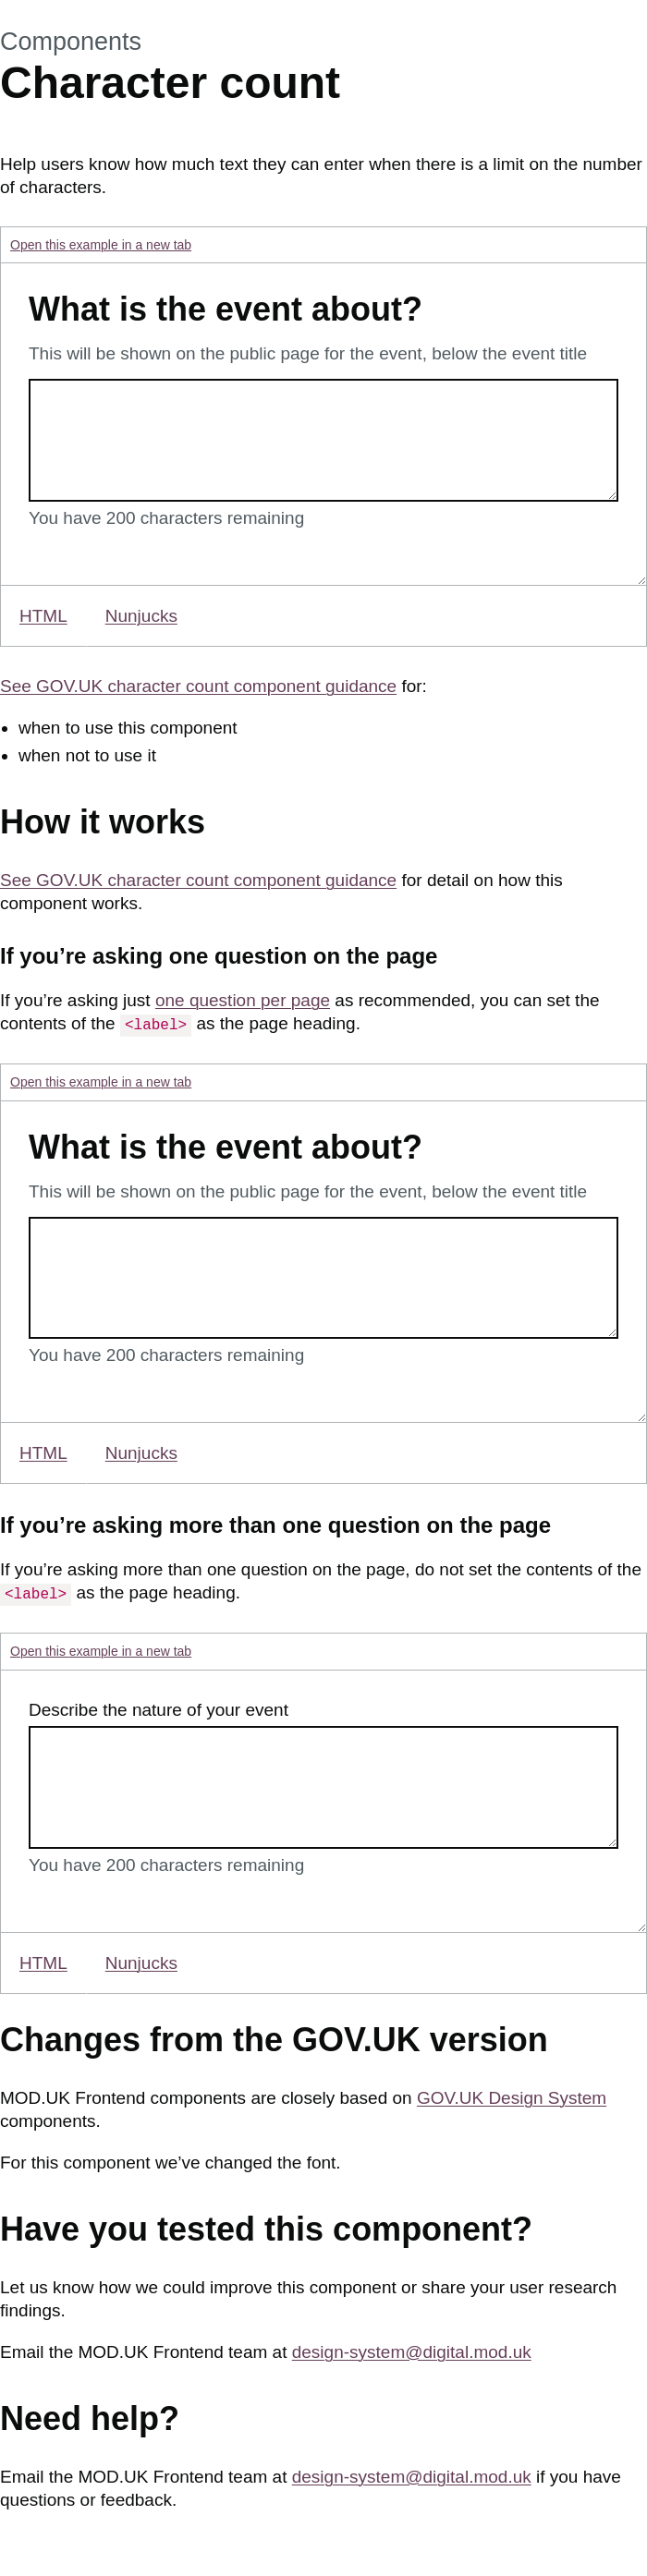 Components
Character count
Help users know how much text they can enter when there is a limit on the number
of characters.
Open this example in a new tab
What is the event about?
This will be shown on the public page for the event, below the event title
You have 200 characters remaining
HTML Nunjucks
See GOV.UK character count component guidance for:
• when to use this component
• when not to use it
How it works
See GOV.UK character count component guidance for detail on how this
component works.
If you’re asking one question on the page
If you’re asking just one question per page as recommended, you can set the
contents of the <label> as the page heading.
Open this example in a new tab
What is the event about?
This will be shown on the public page for the event, below the event title
You have 200 characters remaining
HTML Nunjucks
If you’re asking more than one question on the page
If you’re asking more than one question on the page, do not set the contents of the
<label> as the page heading.
Open this example in a new tab
Describe the nature of your event
You have 200 characters remaining
HTML Nunjucks
Changes from the GOV.UK version
MOD.UK Frontend components are closely based on GOV.UK Design System
components.
For this component we’ve changed the font.
Have you tested this component?
Let us know how we could improve this component or share your user research
findings.
Email the MOD.UK Frontend team at design-system@digital.mod.uk
Need help?
Email the MOD.UK Frontend team at design-system@digital.mod.uk if you have
questions or feedback.